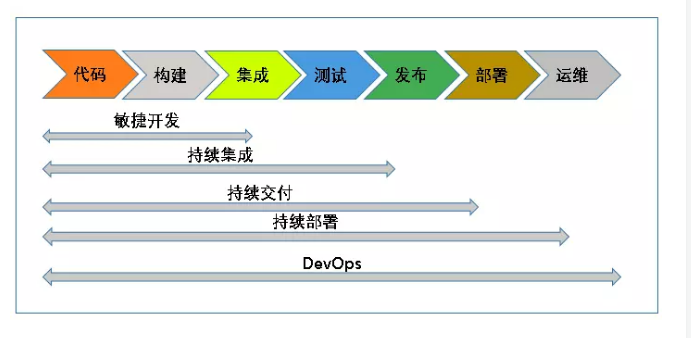 代码 构建 集成 测试 发布 部署 运维
敏捷开发
持续集成
持续交付
持续部署
DevOps